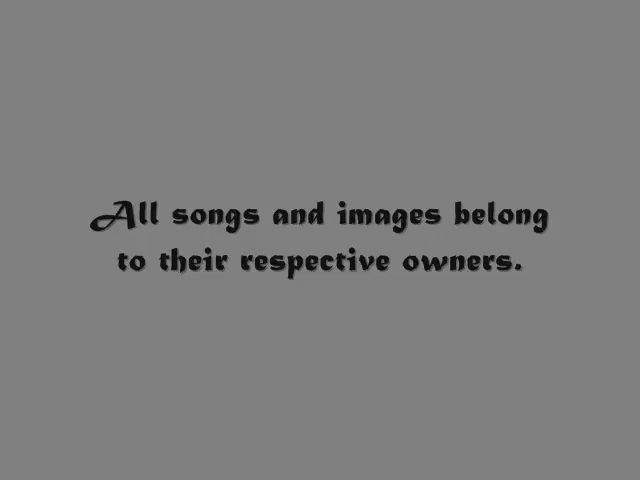 All songs and images belong
to their respective owners.